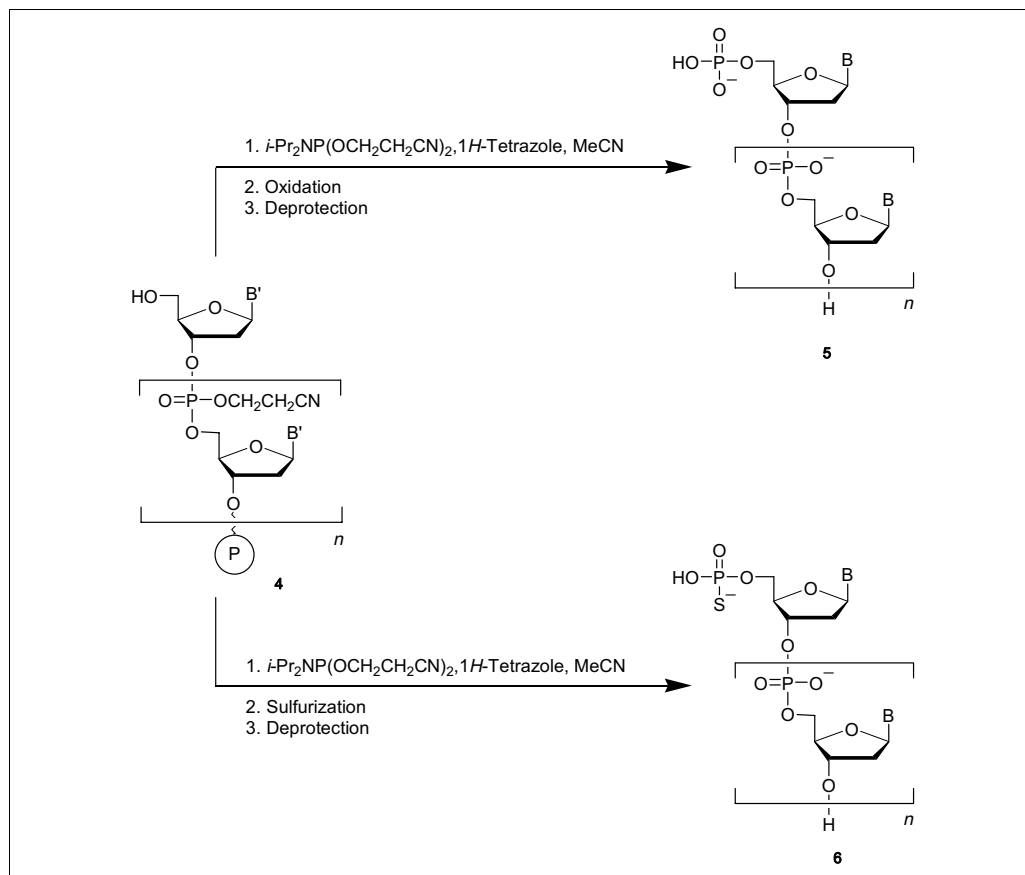 O
HO P O B
O
O⁻
O
1. i-Pr₂NP(OCH₂CH₂CN)₂,1H-Tetrazole, MeCN
2. Oxidation
3. Deprotection
O=P–O⁻
O B
O
O
H n
5
HO B'
O
O
O=P–OCH₂CH₂CN
O B'
O
O
P n
4
O
HO P O B
O
S⁻
O
1. i-Pr₂NP(OCH₂CH₂CN)₂,1H-Tetrazole, MeCN
2. Sulfurization
3. Deprotection
O=P–O⁻
O B
O
O
H n
6